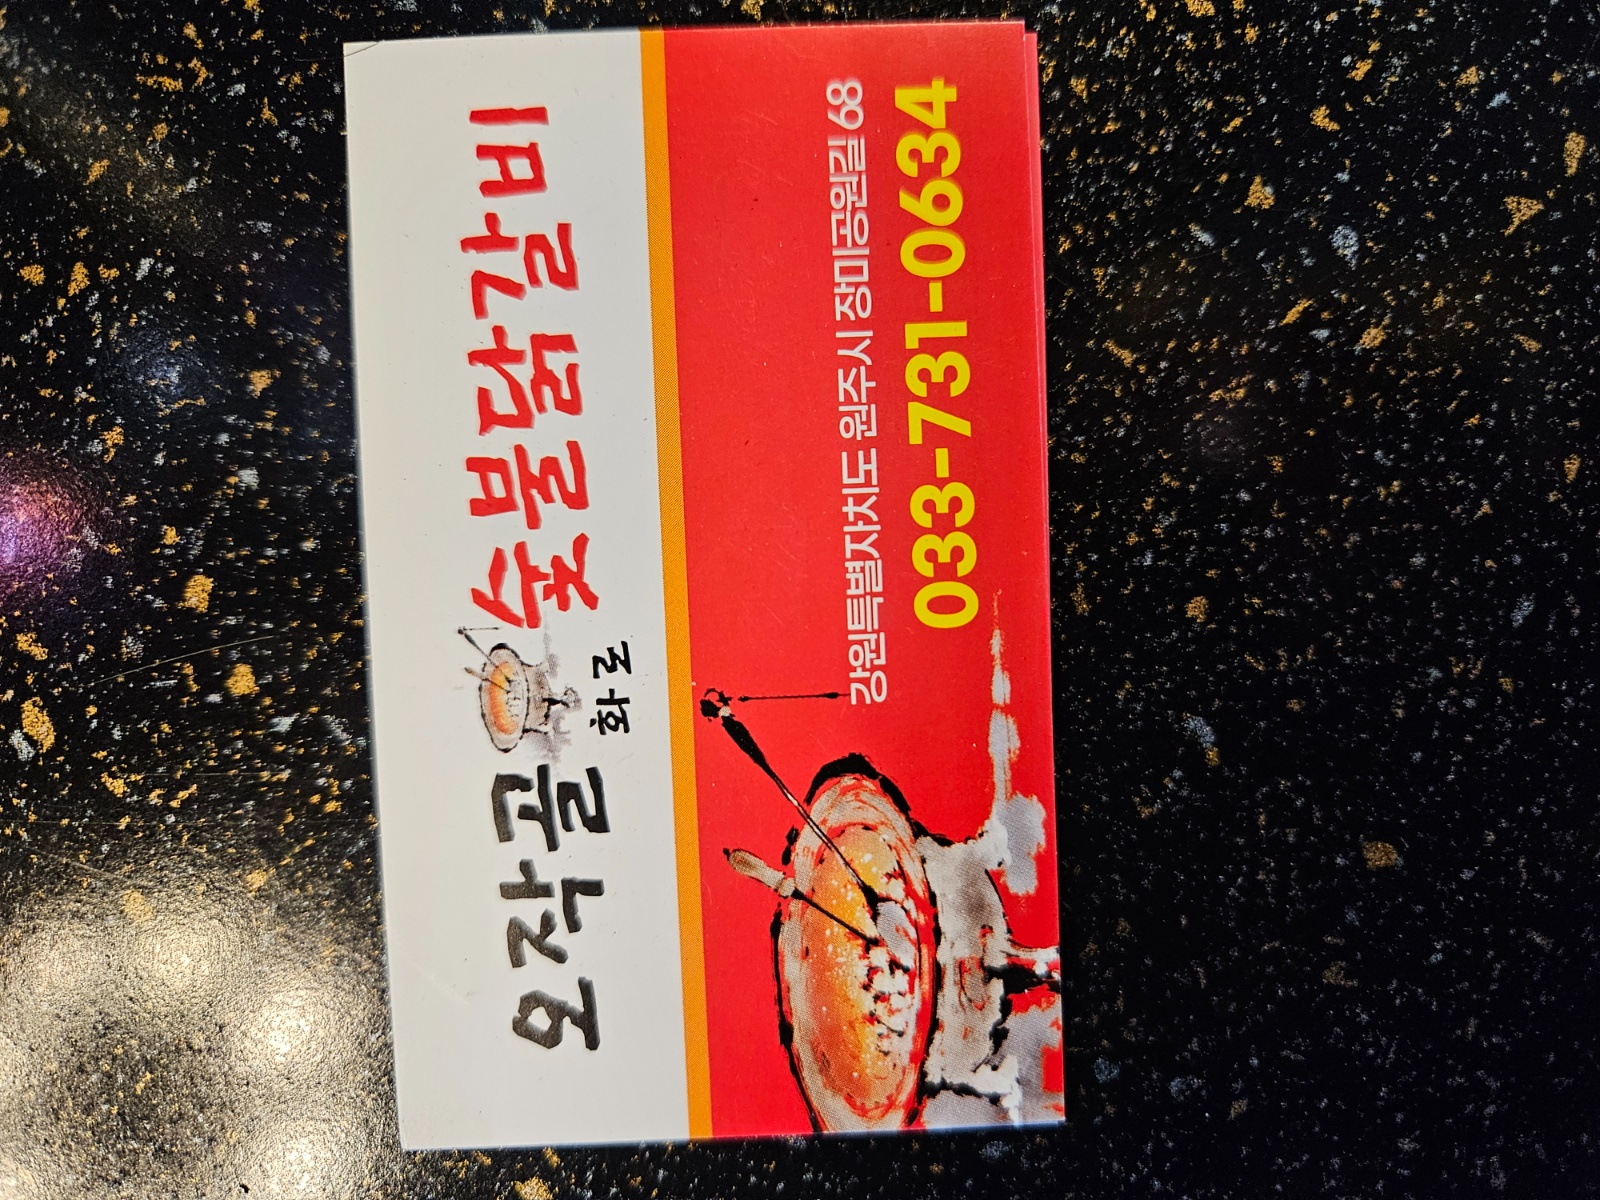 오작골 숯불닭갈비
화로
강원특별자치도 원주시 장미공원길 68
033-731-0634